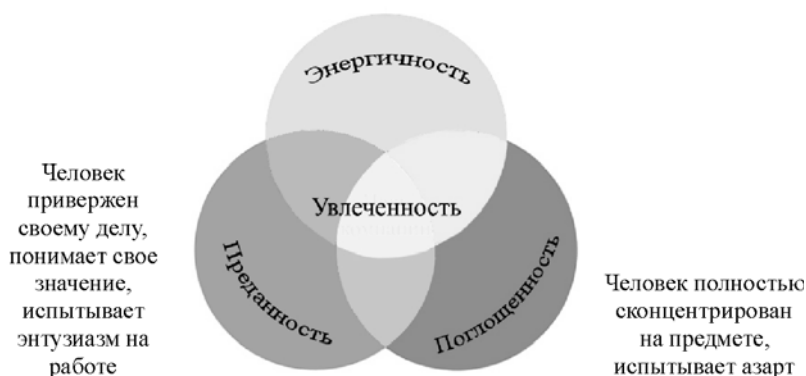 Энергичность
Увлеченность
Преданность
Поглощенность
Человек
привержен
своему делу,
понимает свое
значение,
испытывает
энтузиазм на
работе
Человек полностью
сконцентрирован
на предмете,
испытывает азарт